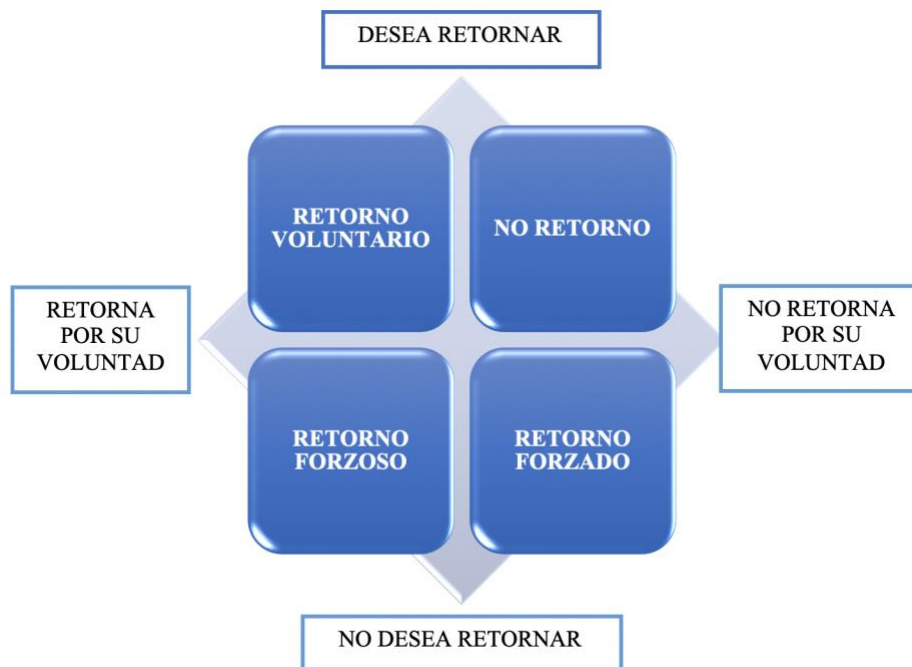 DESEA RETORNAR
RETORNO
VOLUNTARIO
NO RETORNO
RETORNA
POR SU
VOLUNTAD
NO RETORNA
POR SU
VOLUNTAD
RETORNO
FORZOSO
RETORNO
FORZADO
NO DESEA RETORNAR